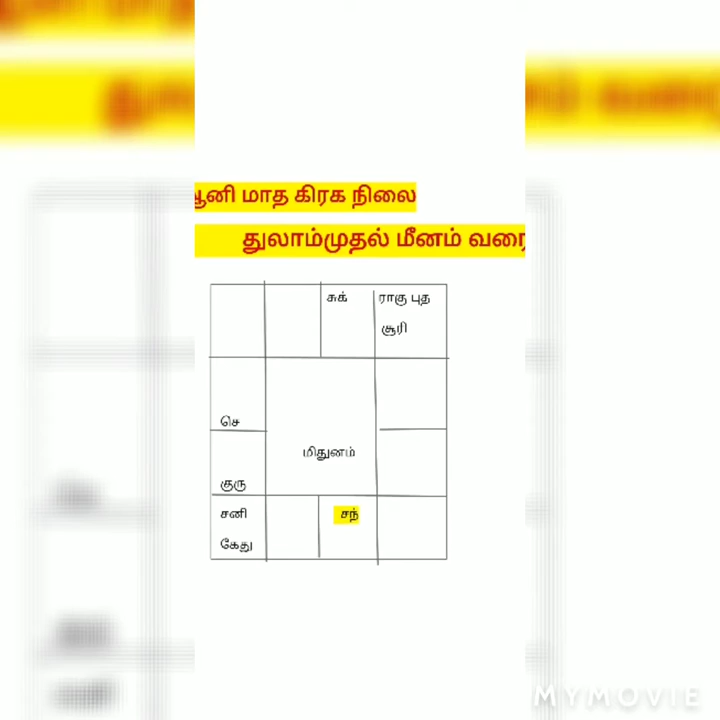 ஆனி மாத கிரக நிலை
துலாம்முதல் மீனம் வரை
சுக் ராகு புத
சூரி
செ
மிதுனம்
குரு
சனி சந்
கேது
MYMOVIE